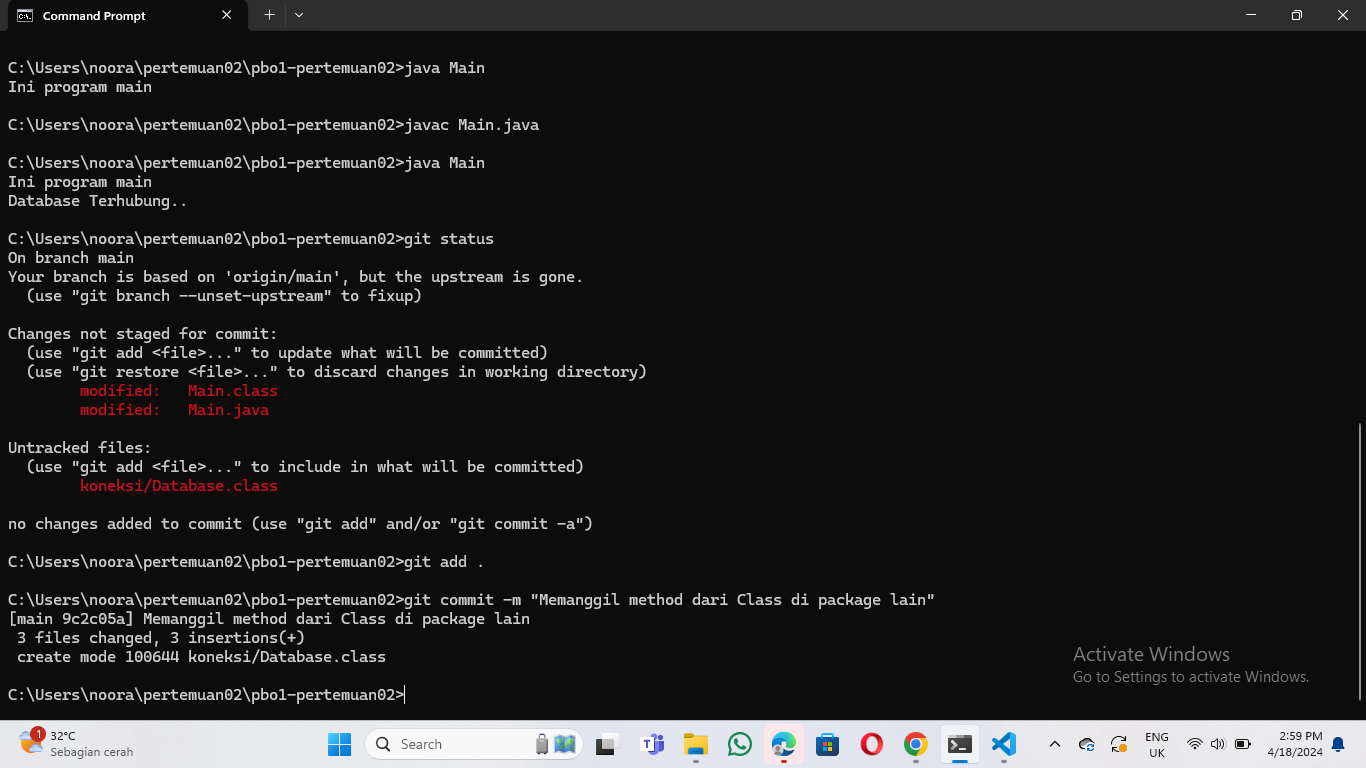 Command Prompt
C:\Users\noora\pertemuan02\pbo1-pertemuan02>java Main
Ini program main
C:\Users\noora\pertemuan02\pbo1-pertemuan02>javac Main.java
C:\Users\noora\pertemuan02\pbo1-pertemuan02>java Main
Ini program main
Database Terhubung..
C:\Users\noora\pertemuan02\pbo1-pertemuan02>git status
On branch main
Your branch is based on 'origin/main', but the upstream is gone.
  (use "git branch --unset-upstream" to fixup)
Changes not staged for commit:
  (use "git add <file>..." to update what will be committed)
  (use "git restore <file>..." to discard changes in working directory)
        modified:   Main.class
        modified:   Main.java
Untracked files:
  (use "git add <file>..." to include in what will be committed)
        koneksi/Database.class
no changes added to commit (use "git add" and/or "git commit -a")
C:\Users\noora\pertemuan02\pbo1-pertemuan02>git add .
C:\Users\noora\pertemuan02\pbo1-pertemuan02>git commit -m "Memanggil method dari Class di package lain"
[main 9c2c05a] Memanggil method dari Class di package lain
 3 files changed, 3 insertions(+)
 create mode 100644 koneksi/Database.class
C:\Users\noora\pertemuan02\pbo1-pertemuan02>
Activate Windows
Go to Settings to activate Windows.
1
32°C
Sebagian cerah
Search
ENG
UK
2:59 PM
4/18/2024